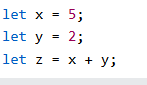 let x = 5;
let y = 2;
let z = x + y;